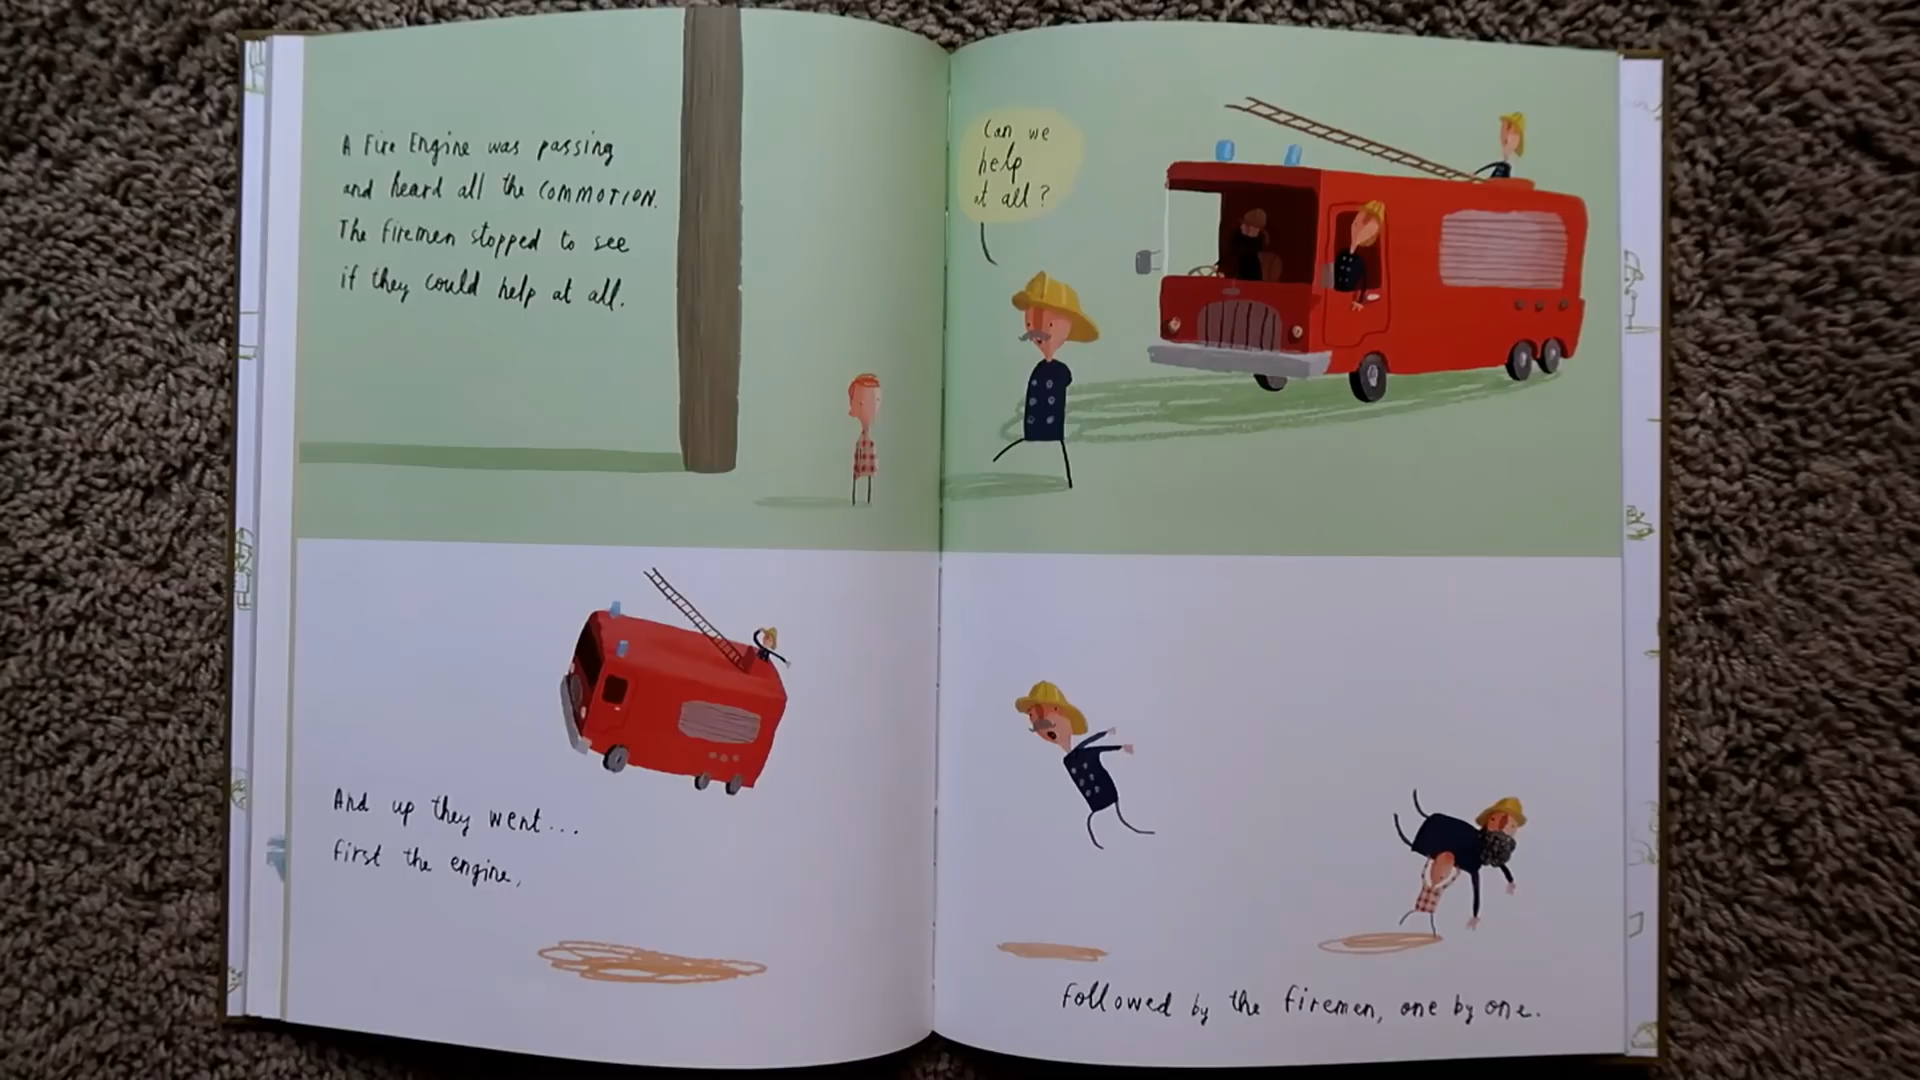 A Fire Engine was passing
and heard all the COMMOTION.
The firemen stopped to see
if they could help at all.
Can we
help
at all?
And up they went...
first the engine,
followed by the firemen, one by one.